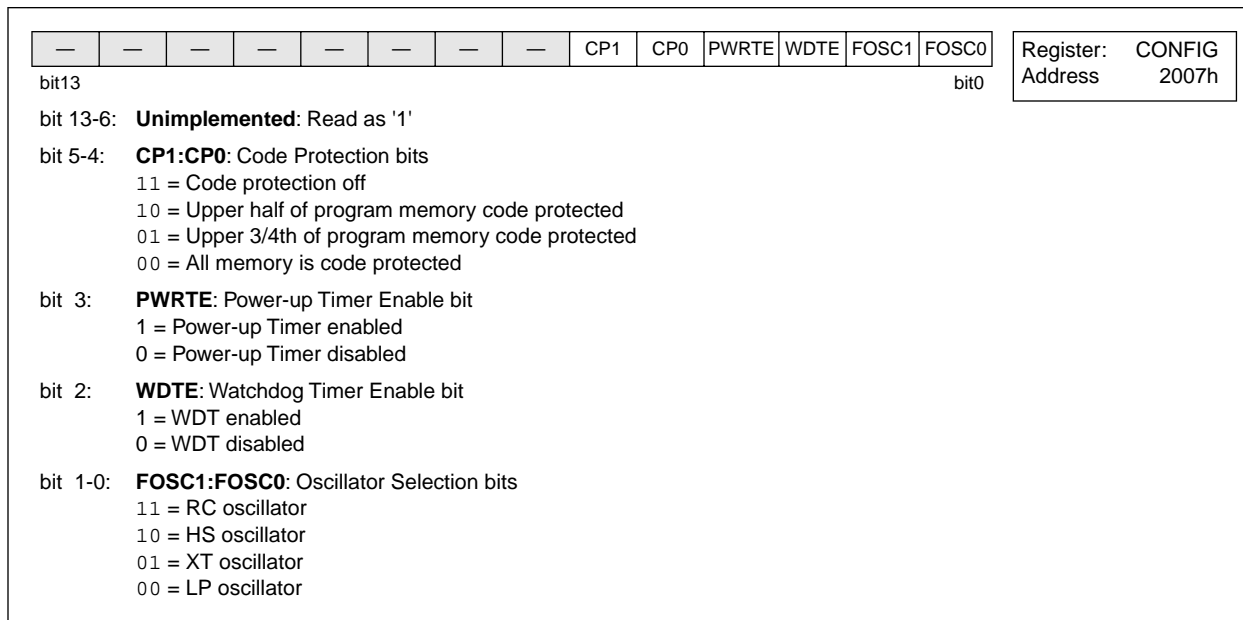 — — — — — — — — CP1 CP0 PWRTE WDTE FOSC1 FOSC0
bit13 bit0
Register: CONFIG
Address 2007h
bit 13-6: Unimplemented: Read as '1'
bit 5-4: CP1:CP0: Code Protection bits
11 = Code protection off
10 = Upper half of program memory code protected
01 = Upper 3/4th of program memory code protected
00 = All memory is code protected
bit 3: PWRTE: Power-up Timer Enable bit
1 = Power-up Timer enabled
0 = Power-up Timer disabled
bit 2: WDTE: Watchdog Timer Enable bit
1 = WDT enabled
0 = WDT disabled
bit 1-0: FOSC1:FOSC0: Oscillator Selection bits
11 = RC oscillator
10 = HS oscillator
01 = XT oscillator
00 = LP oscillator